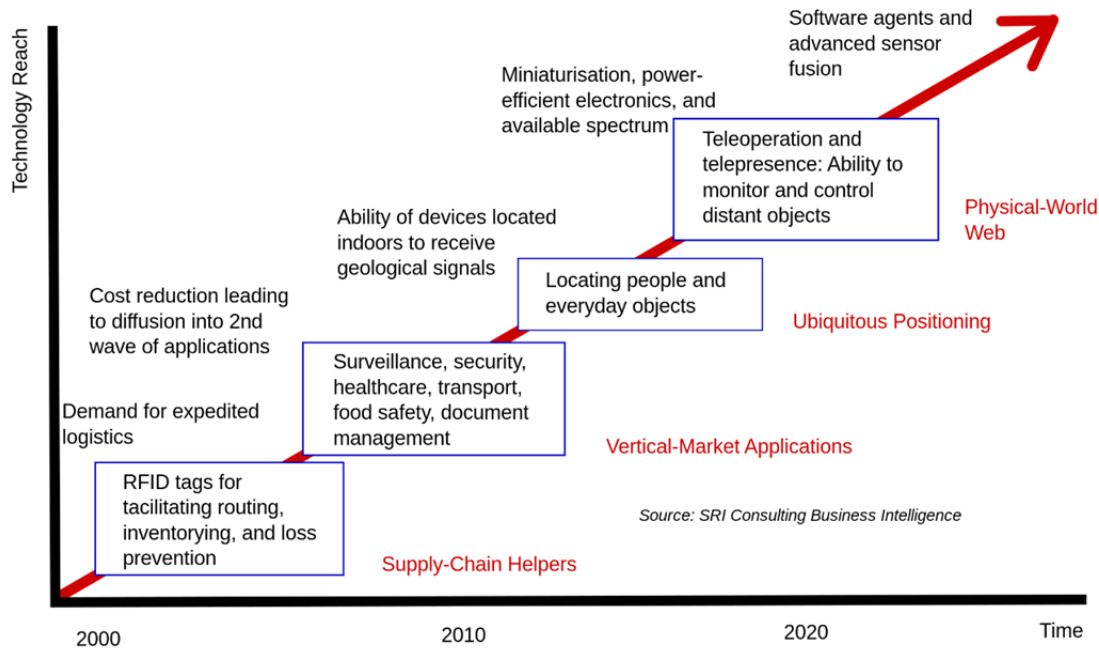 Technology Reach
Software agents and
advanced sensor
fusion
Miniaturisation, power-
efficient electronics, and
available spectrum
Teleoperation and
telepresence: Ability to
monitor and control
distant objects
Physical-World
Web
Ability of devices located
indoors to receive
geological signals
Locating people and
everyday objects
Ubiquitous Positioning
Cost reduction leading
to diffusion into 2nd
wave of applications
Surveillance, security,
healthcare, transport,
food safety, document
management
Vertical-Market Applications
Demand for expedited
logistics
RFID tags for
tacilitating routing,
inventorying, and loss
prevention
Supply-Chain Helpers
Source: SRI Consulting Business Intelligence
2000
2010
2020
Time